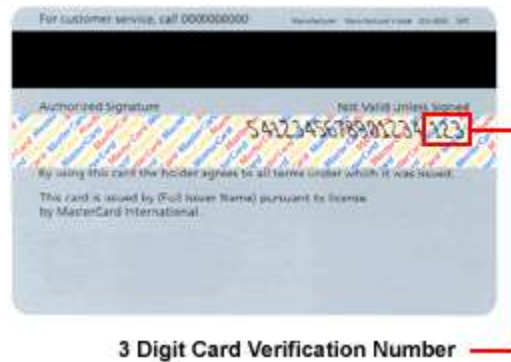 For customer service, call 0000000000
Authorized Signature
Not Valid unless Signed
5412345678901234 123
By using this card the holder agrees to all terms under which it was issued.
This card is issued by (Full Issuer Name) pursuant to license
by MasterCard International.
3 Digit Card Verification Number